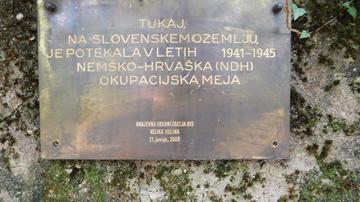 TUKAJ,
NA SLOVENSKEM OZEMLJU,
JE POTEKALA V LETIH 1941-1945
NEMŠKO-HRVAŠKA (NDH)
OKUPACIJSKA MEJA
KRAJEVNA ORGANIZACIJA
VELIKA DOLINA
21. junija, 2008